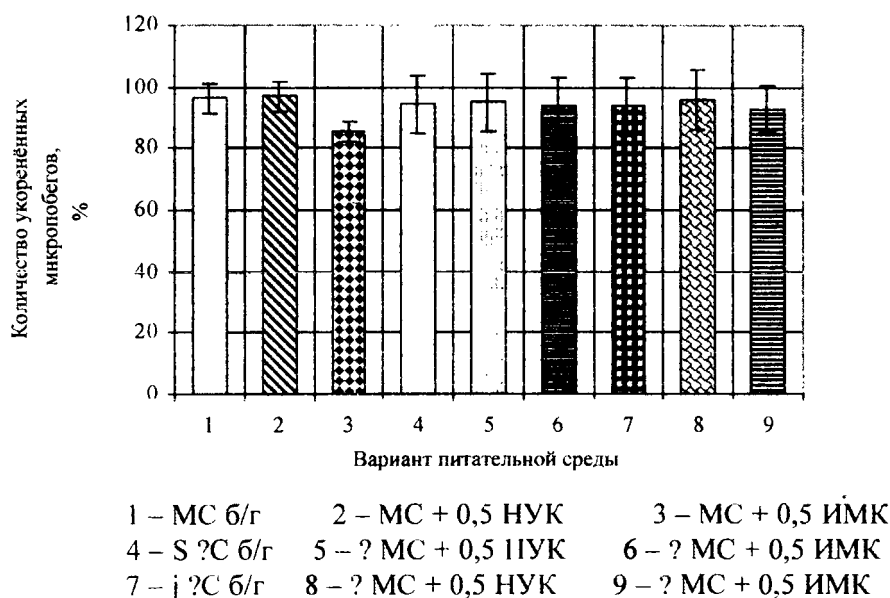 120
100
80
60
40
20
0
Количество укоренённых
микропобегов,
%
1 2 3 4 5 6 7 8 9
Вариант питательной среды
1 – МС б/г 2 – МС + 0,5 НУК 3 – МС + 0,5 ИМК
4 – S ?С б/г 5 – ? МС + 0,5 НУК 6 – ? МС + 0,5 ИМК
7 – j ?С б/г 8 – ? МС + 0,5 НУК 9 – ? МС + 0,5 ИМК